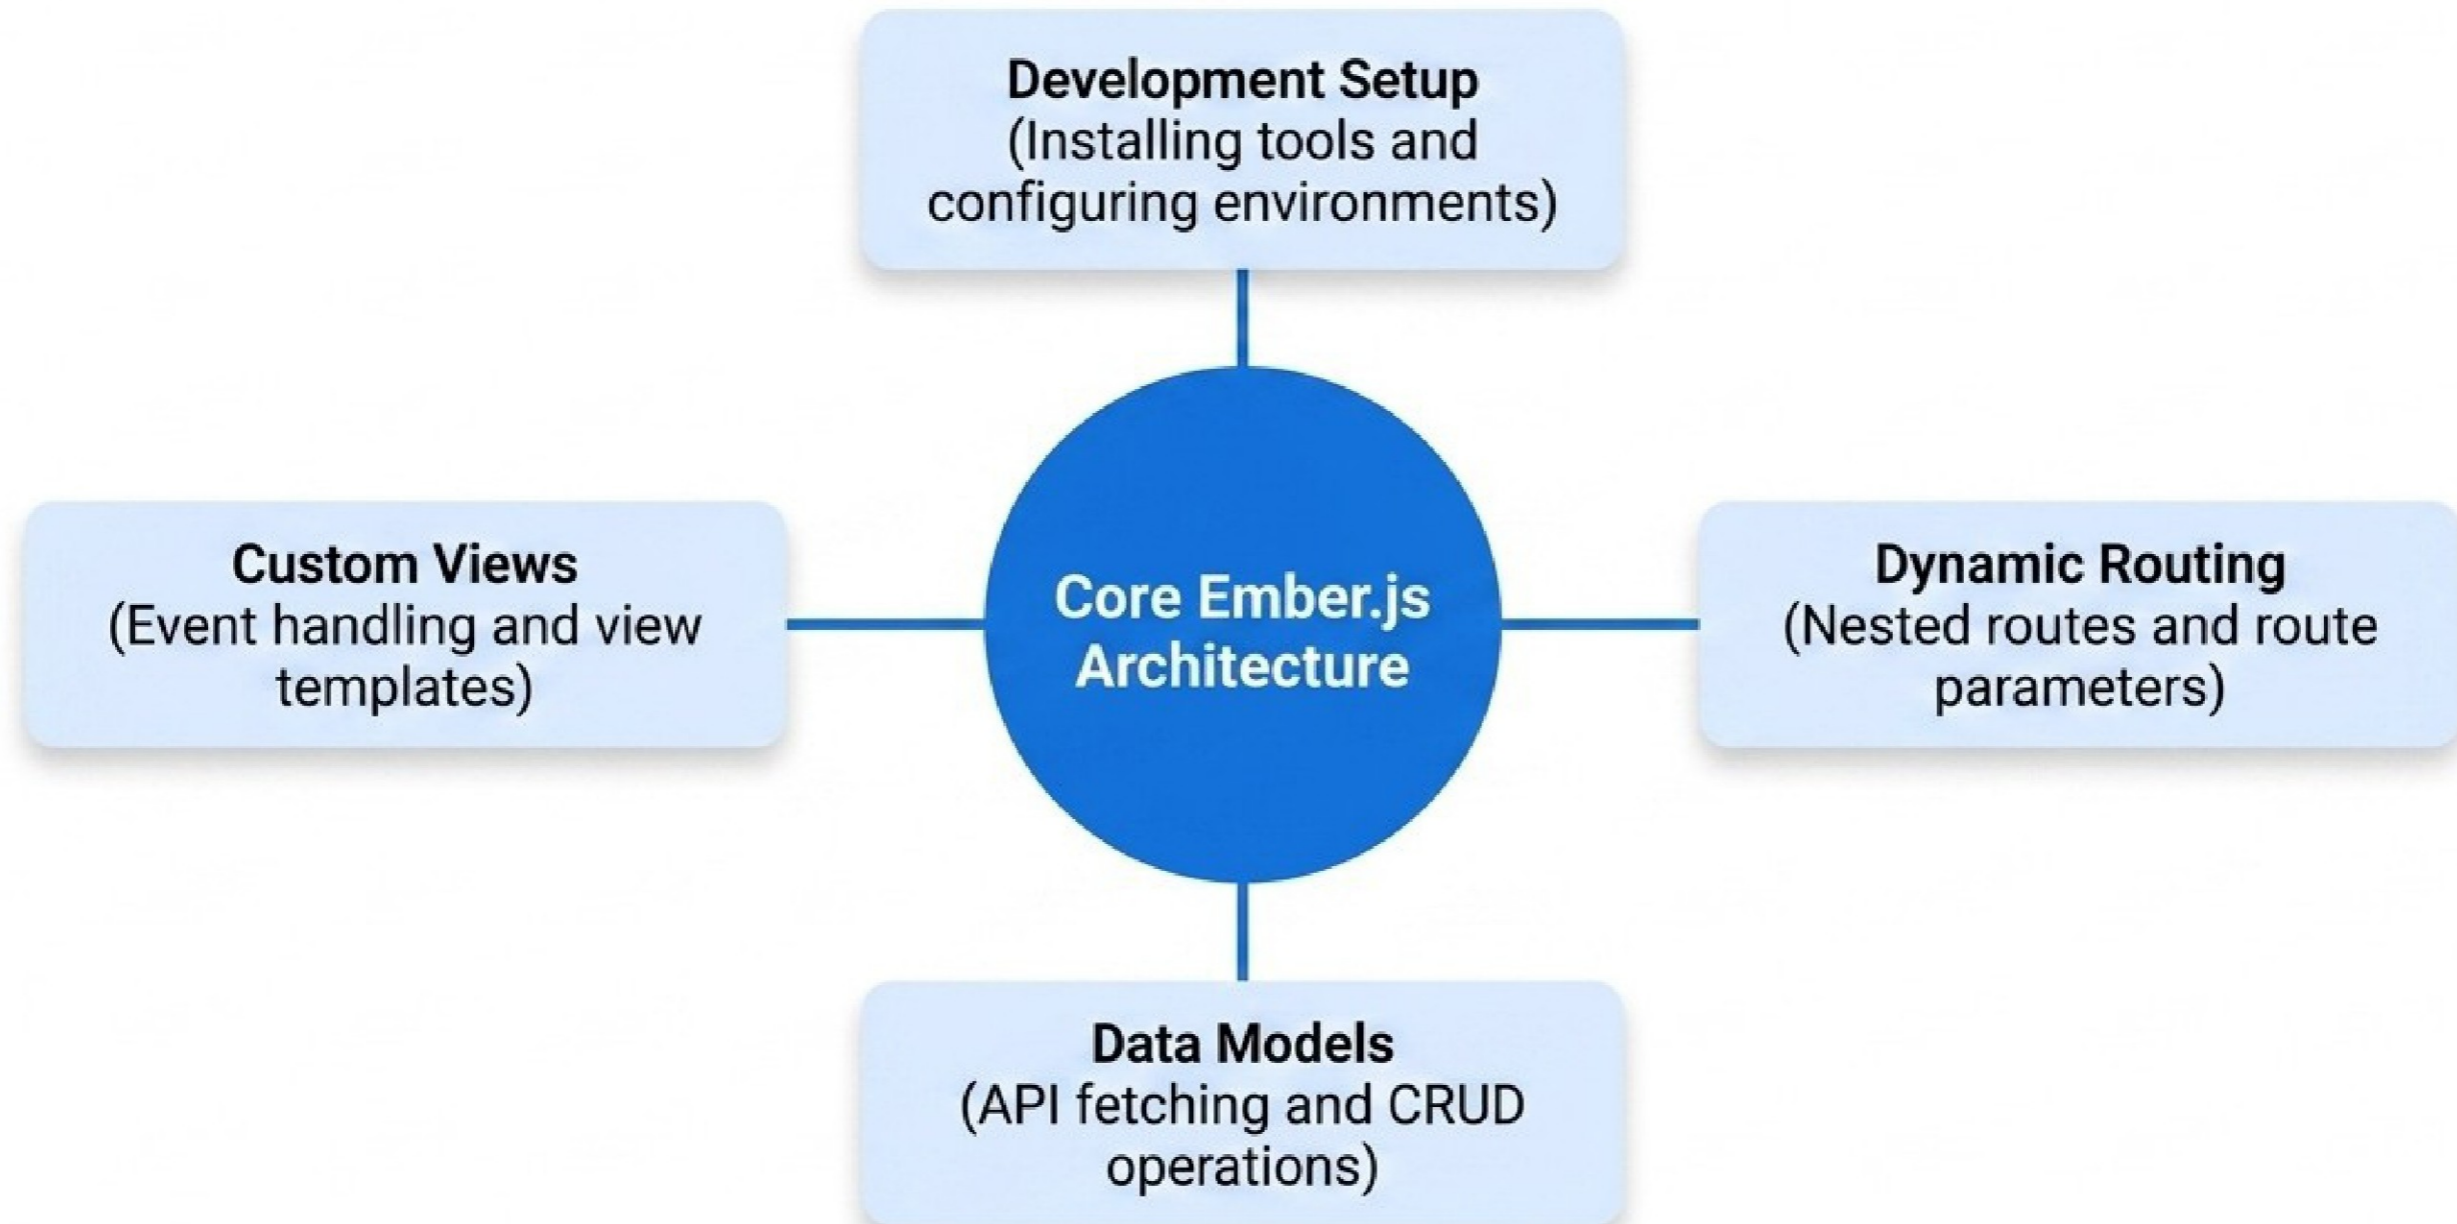 Development Setup
(Installing tools and
configuring environments)
Custom Views
(Event handling and view
templates)
Core Ember.js
Architecture
Dynamic Routing
(Nested routes and route
parameters)
Data Models
(API fetching and CRUD
operations)